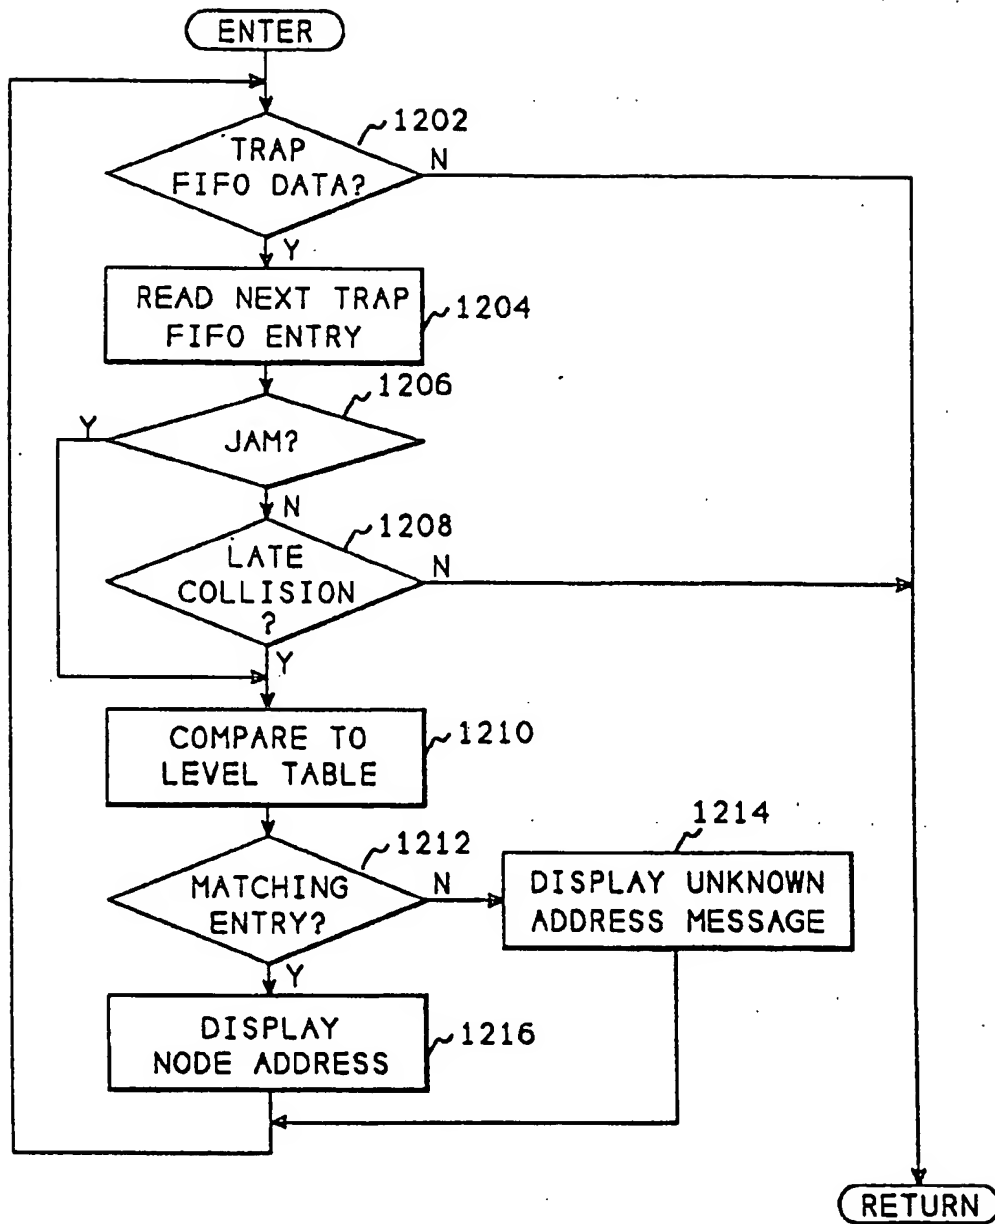 ENTER
1202
TRAP
FIFO DATA?
N
Y
READ NEXT TRAP
FIFO ENTRY
1204
1206
Y
JAM?
N
1208
LATE
COLLISION
?
N
Y
COMPARE TO
LEVEL TABLE
1210
1212
MATCHING
ENTRY?
N
1214
DISPLAY UNKNOWN
ADDRESS MESSAGE
Y
DISPLAY
NODE ADDRESS
1216
RETURN